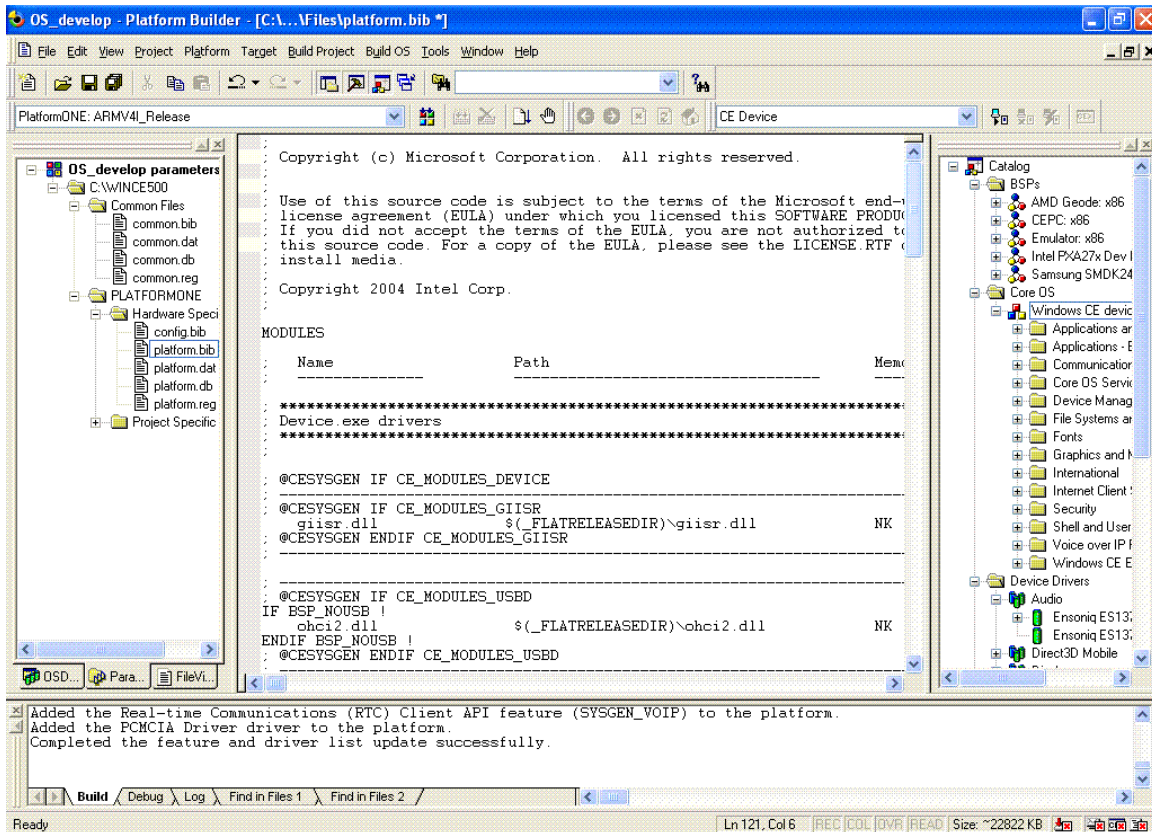 OS_develop - Platform Builder - [C:\...\Files\platform.bib *]
File Edit View Project Platform Target Build Project Build OS Tools Window Help
PlatformONE: ARMV4I_Release
CE Device
OS_develop parameters
C:\WINCE500
Common Files
common.bib
common.dat
common.db
common.reg
PLATFORMONE
Hardware Speci
config.bib
platform.bib
platform.dat
platform.db
platform.reg
Project Specific
OSD...
Para...
FileVi...
;
; Copyright (c) Microsoft Corporation. All rights reserved.
;
;
; Use of this source code is subject to the terms of the Microsoft end-u
; license agreement (EULA) under which you licensed this SOFTWARE PRODUC
; If you did not accept the terms of the EULA, you are not authorized to
; this source code. For a copy of the EULA, please see the LICENSE.RTF o
; install media.
;
; Copyright 2004 Intel Corp.
;
MODULES
; Name Path Memo
; -------------- ----------------------------------- ----
; **********************************************************************
; Device.exe drivers
; **********************************************************************
;
; @CESYSGEN IF CE_MODULES_DEVICE
; ----------------------------------------------------------------------
; @CESYSGEN IF CE_MODULES_GIISR
giisr.dll $(_FLATRELEASEDIR)\giisr.dll NK
; @CESYSGEN ENDIF CE_MODULES_GIISR
; ----------------------------------------------------------------------
; ----------------------------------------------------------------------
; @CESYSGEN IF CE_MODULES_USBD
IF BSP_NOUSB !
ohci2.dll $(_FLATRELEASEDIR)\ohci2.dll NK
ENDIF BSP_NOUSB !
; @CESYSGEN ENDIF CE_MODULES_USBD
; ----------------------------------------------------------------------
Catalog
BSPs
AMD Geode: x86
CEPC: x86
Emulator: x86
Intel PXA27x Dev
Samsung SMDK24
Core OS
Windows CE devic
Applications ar
Applications - E
Communication
Core OS Servic
Device Manag
File Systems ar
Fonts
Graphics and M
International
Internet Client
Security
Shell and User
Voice over IP
Windows CE E
Device Drivers
Audio
Ensoniq ES137
Ensoniq ES137
Direct3D Mobile
Added the Real-time Communications (RTC) Client API feature (SYSGEN_VOIP) to the platform.
Added the PCMCIA Driver driver to the platform.
Completed the feature and driver list update successfully.
Build Debug Log Find in Files 1 Find in Files 2
Ready Ln 121, Col 6 REC COL OVR READ Size: ~22822 KB